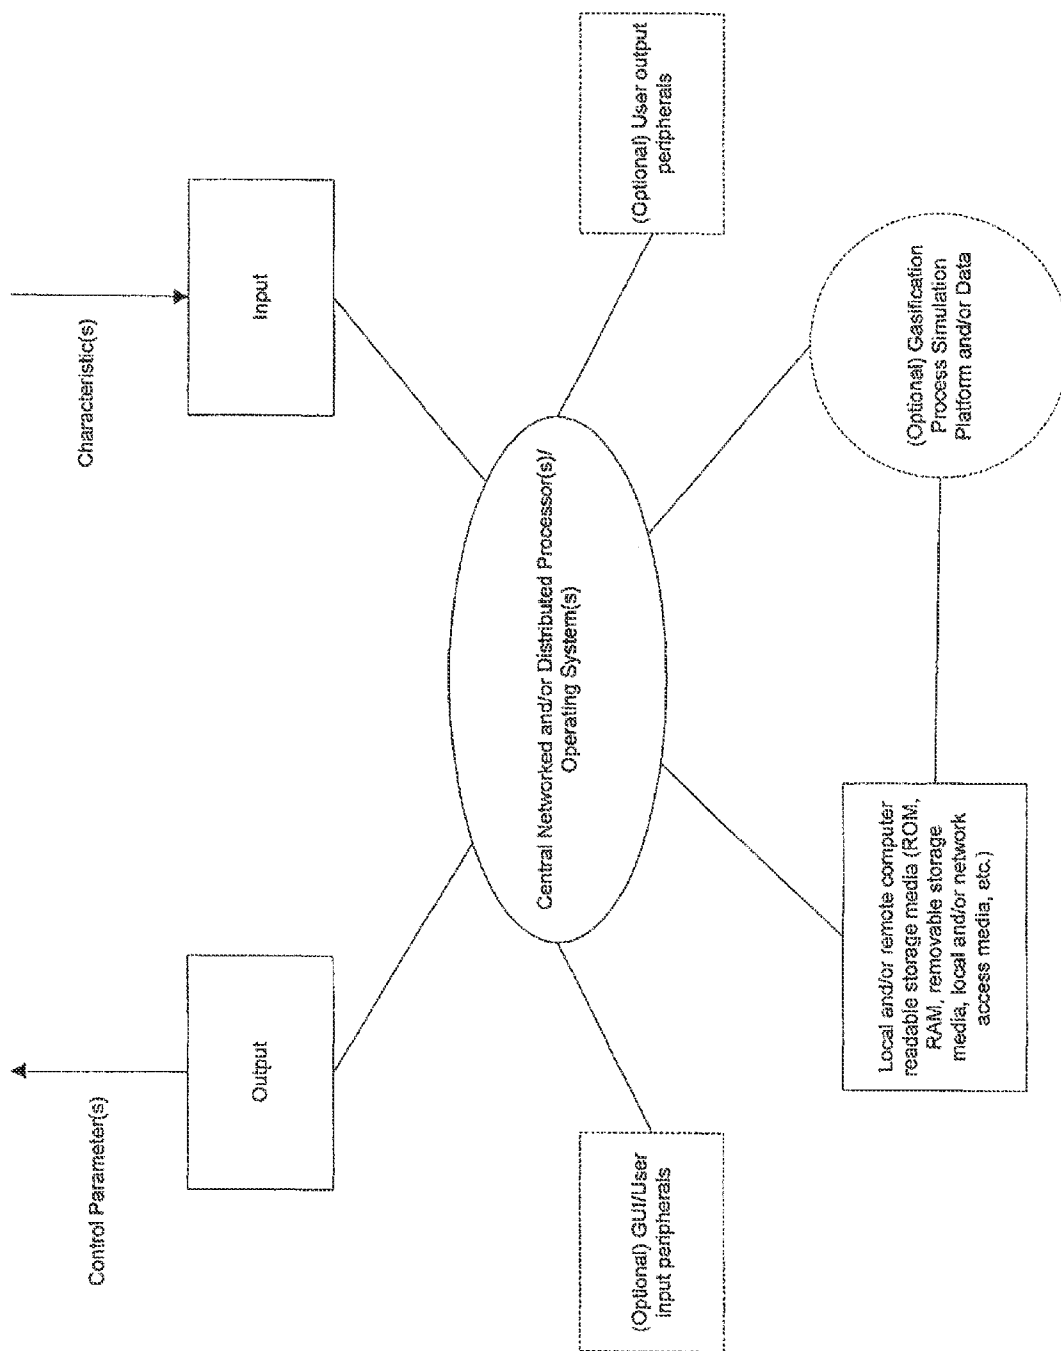 Control Parameter(s)
Characteristic(s)
Output
Input
Central Networked and/or Distributed Processor(s)/
Operating System(s)
(Optional) GUI/User
input peripherals
(Optional) User output
peripherals
Local and/or remote computer
readable storage media (ROM,
RAM, removable storage
media, local and/or network
access media, etc.)
(Optional) Gasification
Process Simulation
Platform and/or Data